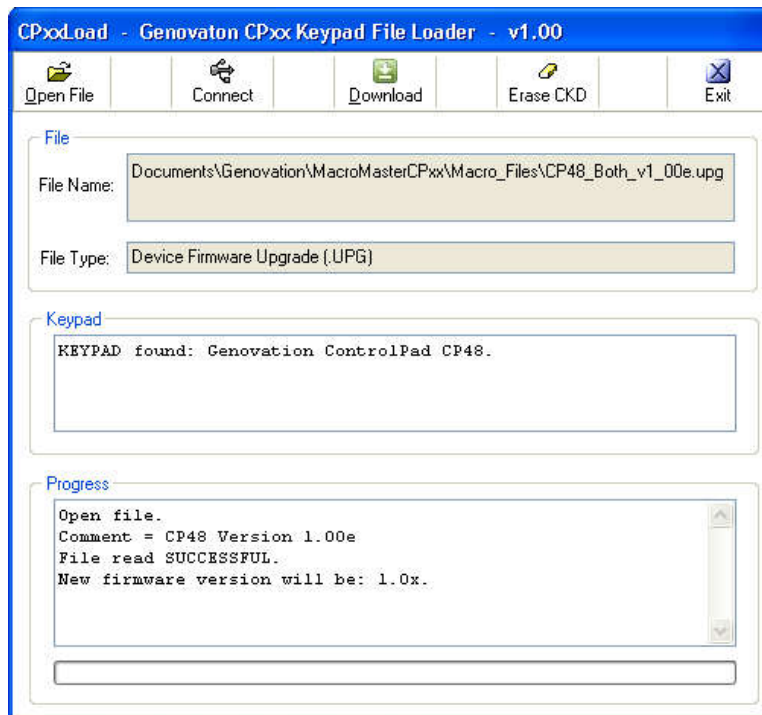 CPxxLoad - Genovaton CPxx Keypad File Loader - v1.00
Open File Connect Download Erase CKD Exit
File
File Name: Documents\Genovation\MacroMasterCPxx\Macro_Files\CP48_Both_v1_00e.upg
File Type: Device Firmware Upgrade (.UPG)
Keypad
KEYPAD found: Genovation ControlPad CP48.
Progress
Open file.
Comment = CP48 Version 1.00e
File read SUCCESSFUL.
New firmware version will be: 1.0x.